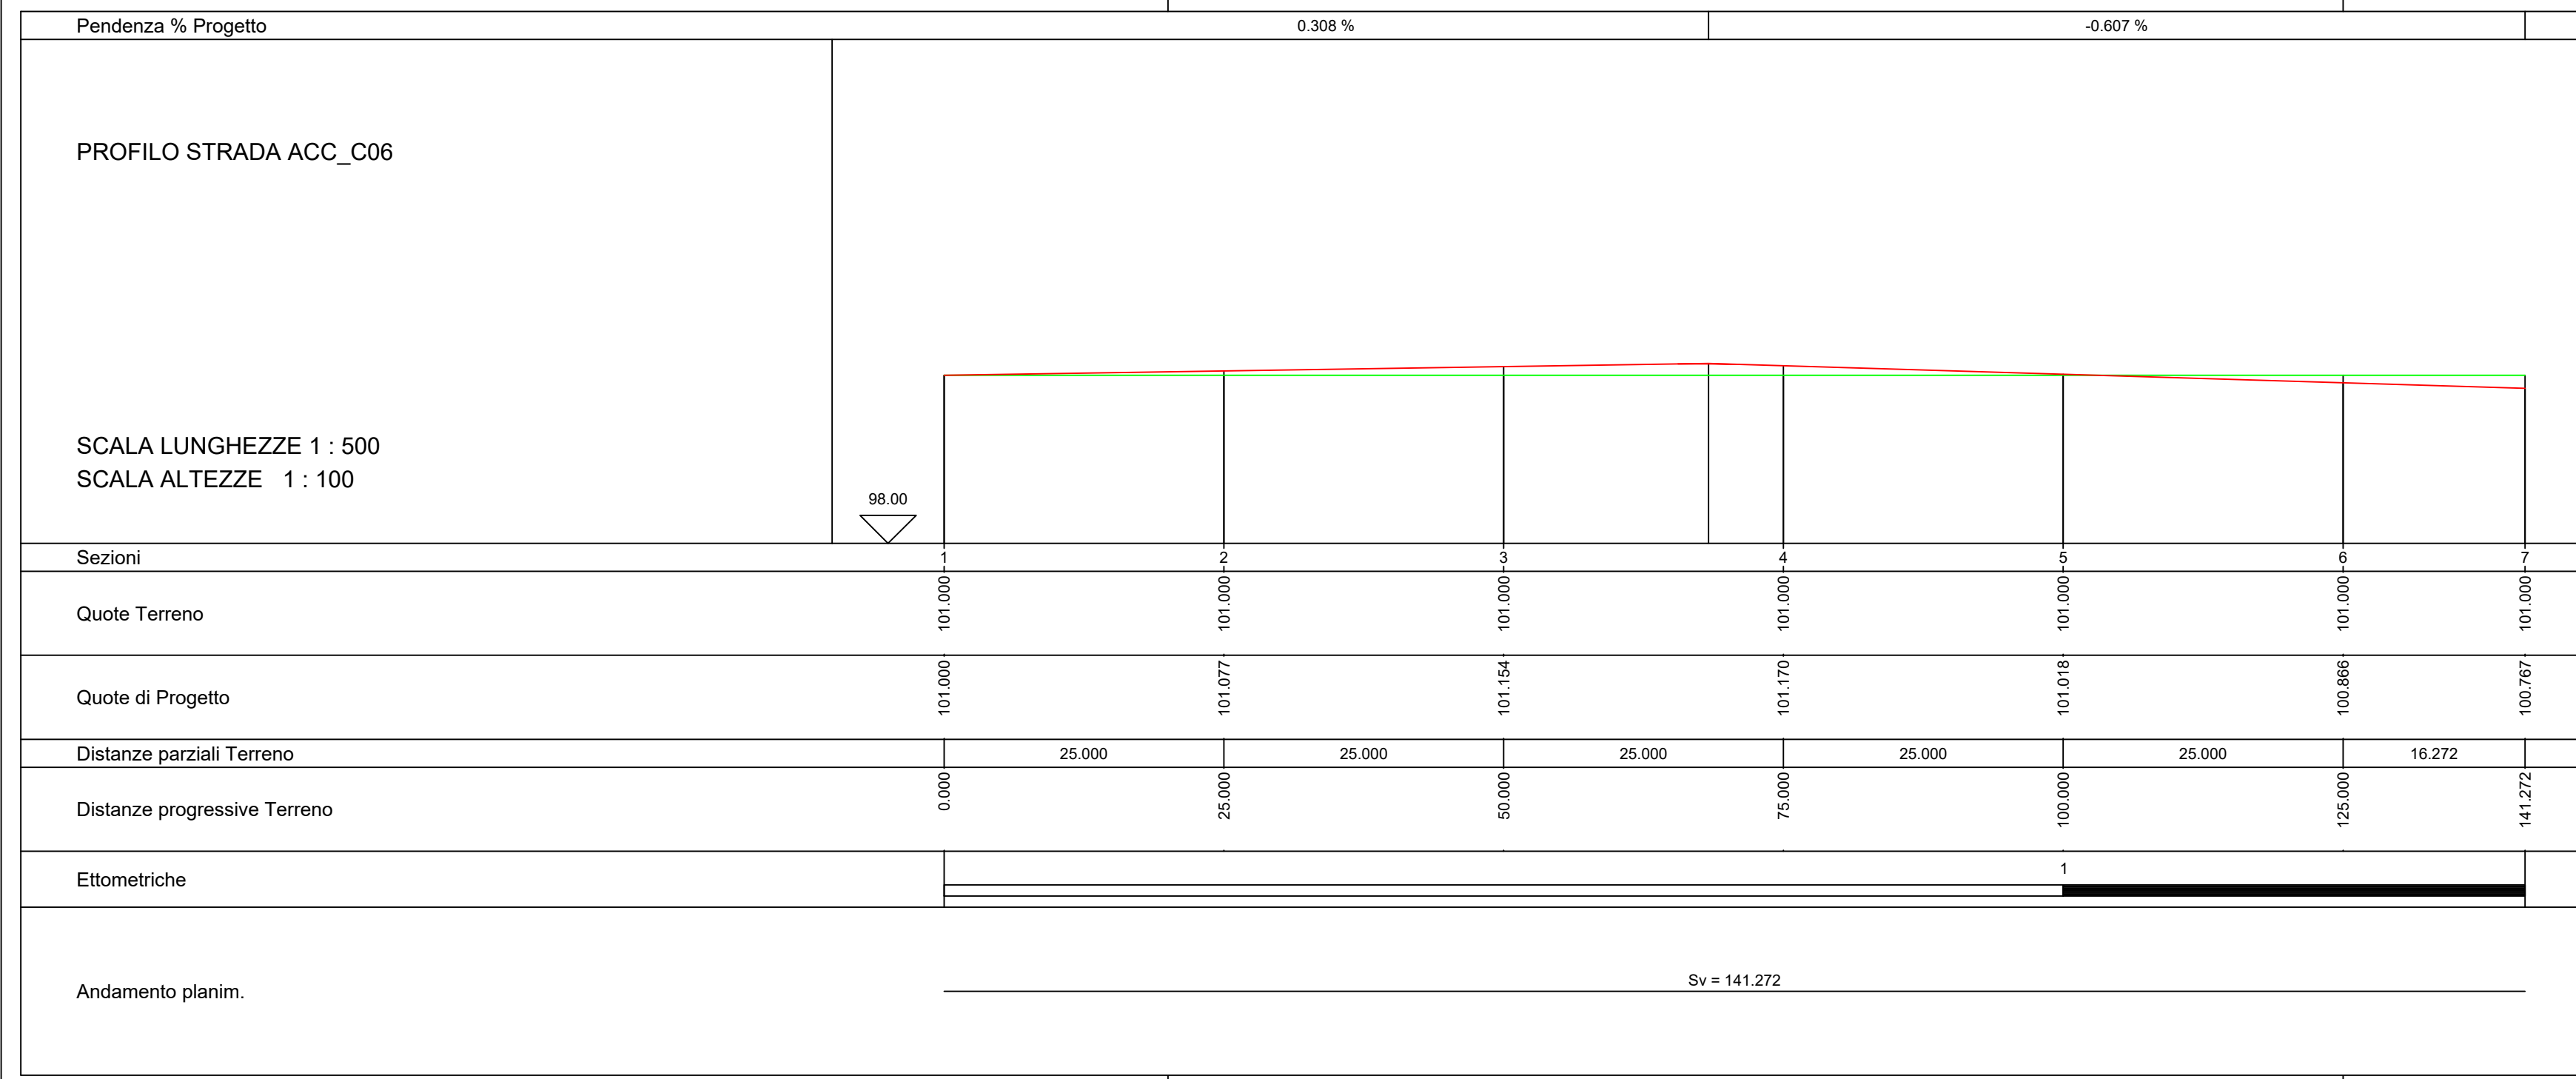 Pendenza % Progetto 0.308 % -0.607 %
PROFILO STRADA ACC_C06
SCALA LUNGHEZZE 1 : 500
SCALA ALTEZZE 1 : 100
98.00
Sezioni 1 2 3 4 5 6 7
Quote Terreno 101.000 101.000 101.000 101.000 101.000 101.000 101.000
Quote di Progetto 101.000 101.077 101.154 101.170 101.018 100.866 100.767
Distanze parziali Terreno 25.000 25.000 25.000 25.000 25.000 16.272
Distanze progressive Terreno 0.000 25.000 50.000 75.000 100.000 125.000 141.272
Ettometriche 1
Andamento planim. Sv = 141.272